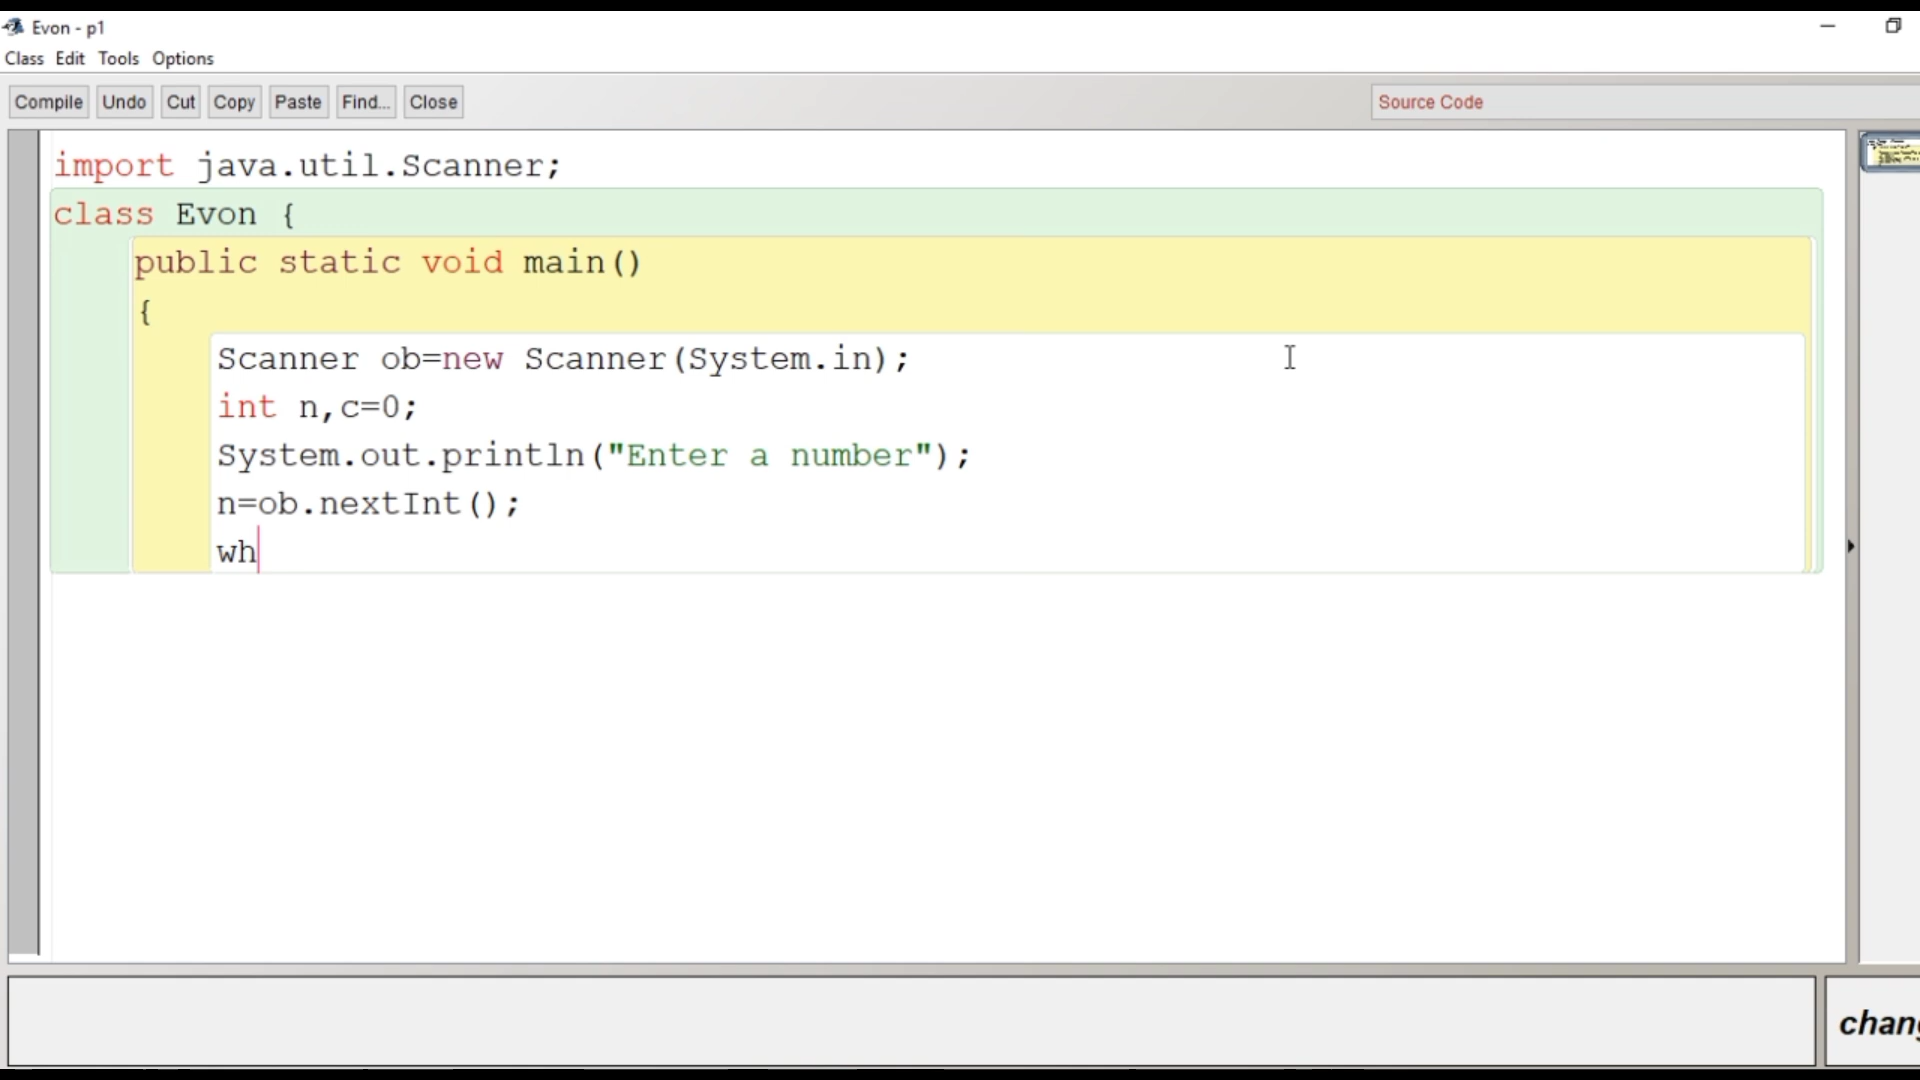 Evon - p1
Class Edit Tools Options
Compile Undo Cut Copy Paste Find... Close Source Code
import java.util.Scanner;
class Evon {
public static void main()
{
Scanner ob=new Scanner(System.in);
int n,c=0;
System.out.println("Enter a number");
n=ob.nextInt();
wh